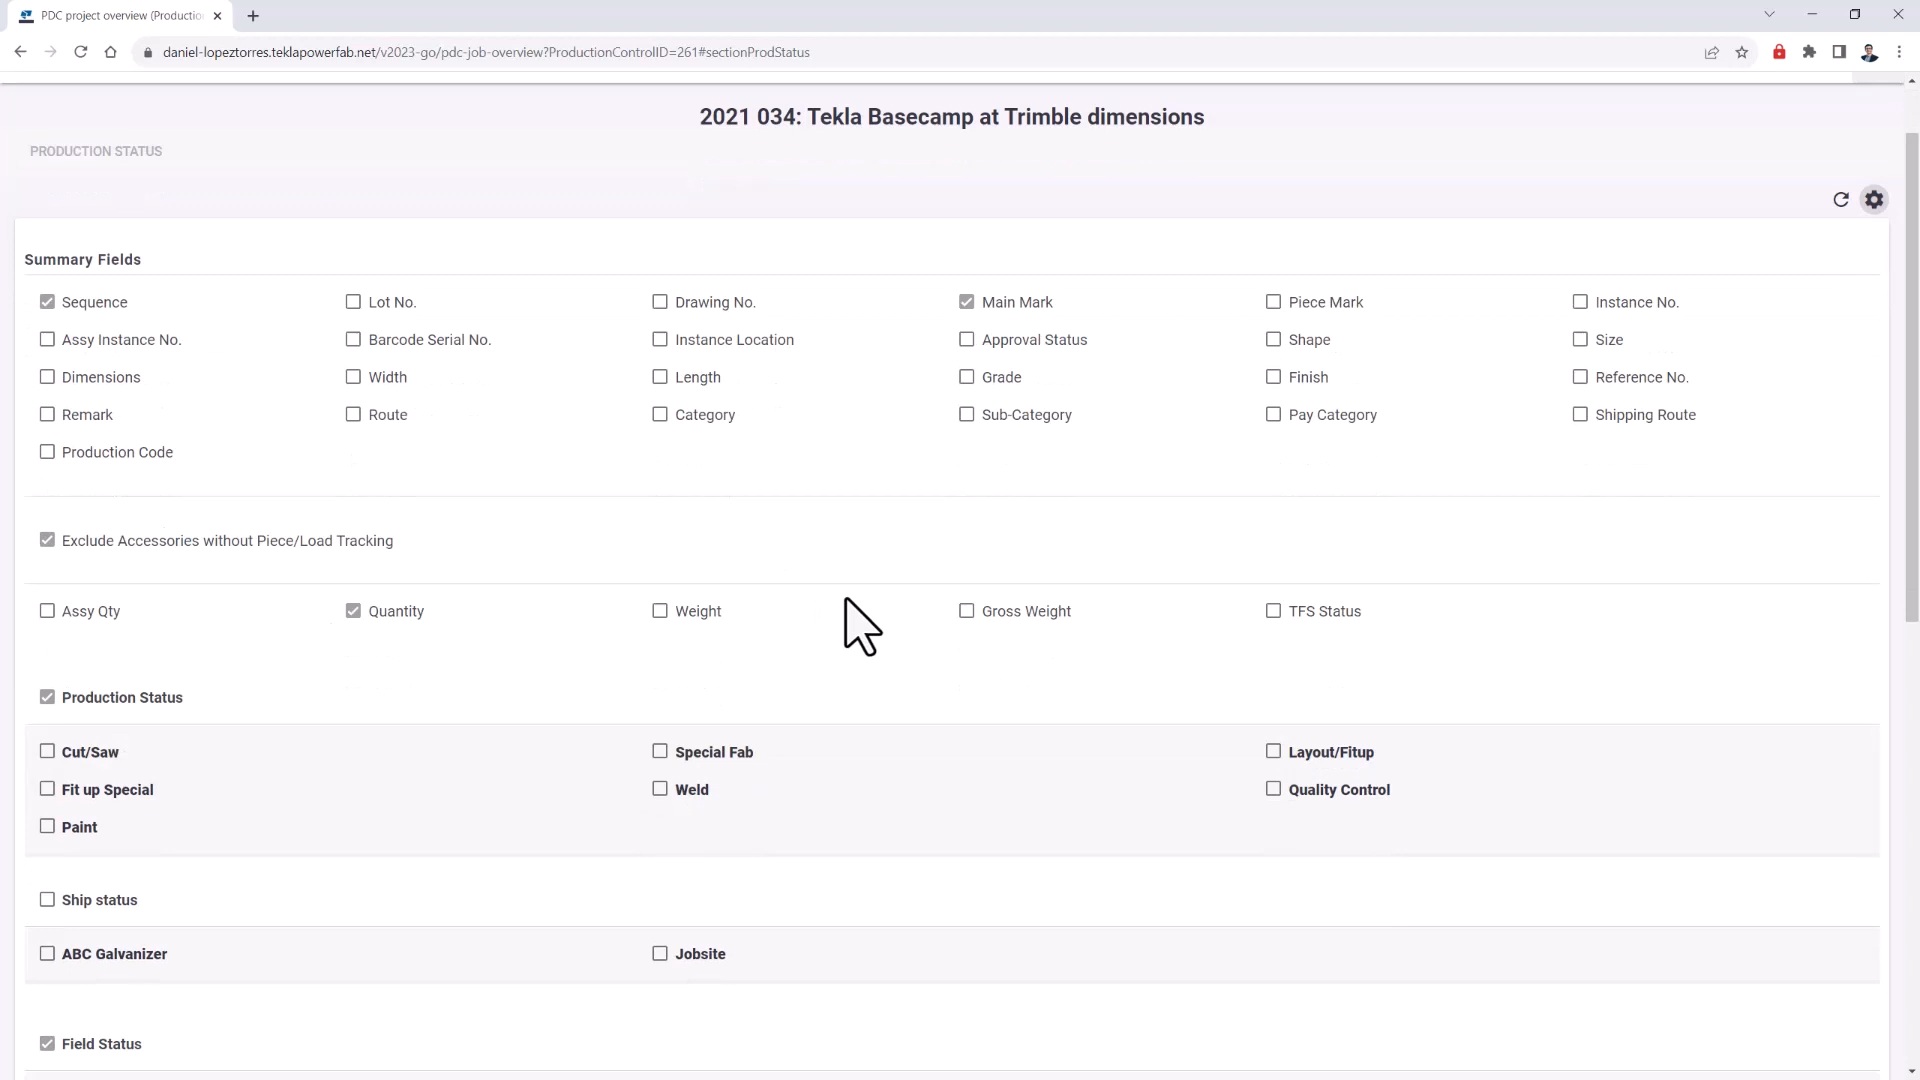 PDC project overview (Productio
daniel-lopeztorres.teklapowerfab.net/v2023-go/pdc-job-overview?ProductionControlID=261#sectionProdStatus
2021 034: Tekla Basecamp at Trimble dimensions
PRODUCTION STATUS
Summary Fields
Sequence Lot No. Drawing No. Main Mark Piece Mark Instance No.
Assy Instance No. Barcode Serial No. Instance Location Approval Status Shape Size
Dimensions Width Length Grade Finish Reference No.
Remark Route Category Sub-Category Pay Category Shipping Route
Production Code
Exclude Accessories without Piece/Load Tracking
Assy Qty Quantity Weight Gross Weight TFS Status
Production Status
Cut/Saw Special Fab Layout/Fitup
Fit up Special Weld Quality Control
Paint
Ship status
ABC Galvanizer Jobsite
Field Status